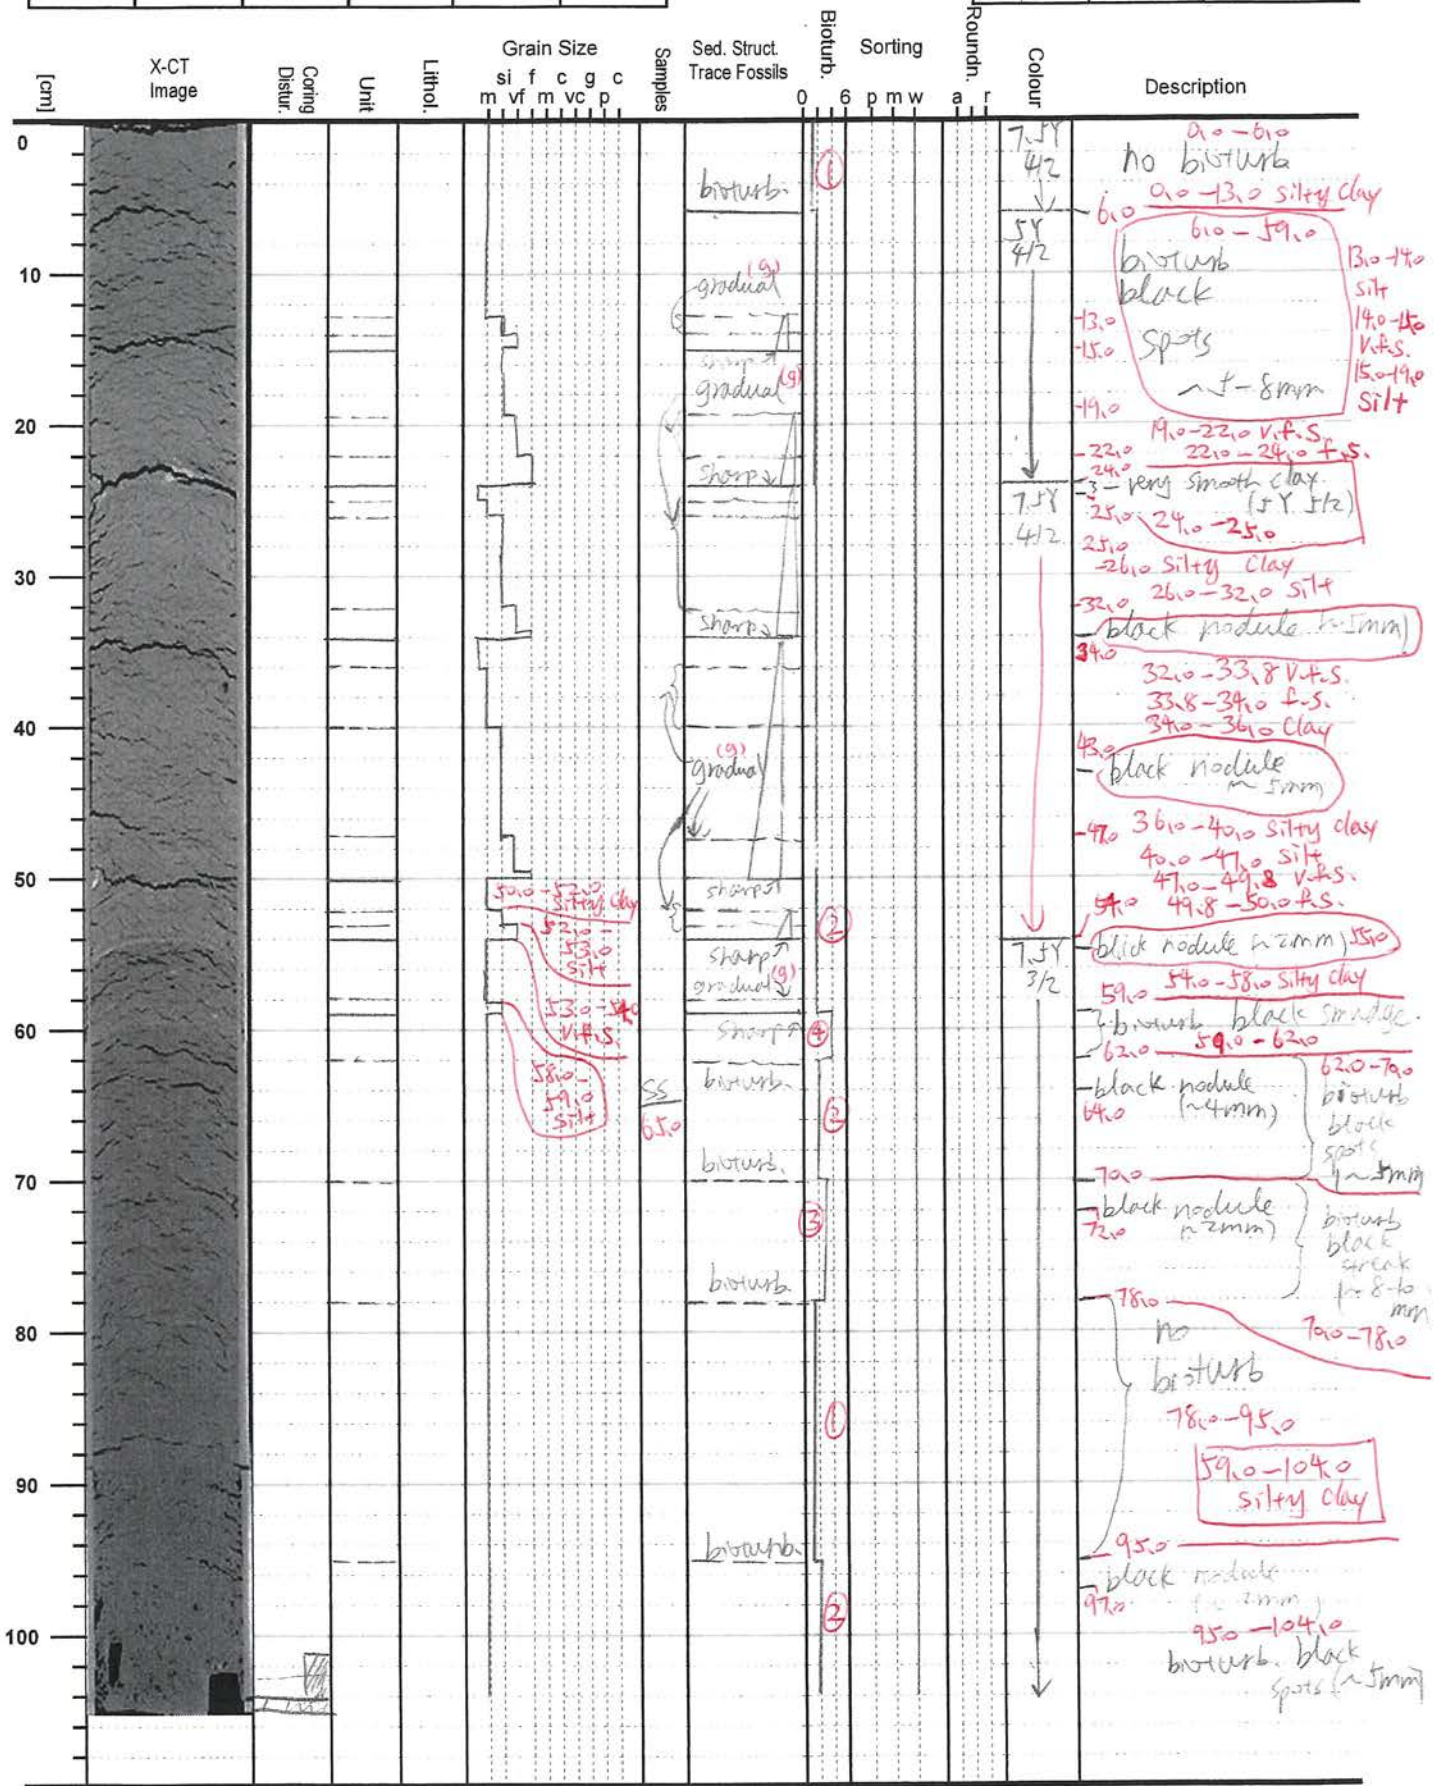 [cm]
X-CT
Image
Coring
Distur.
Unit
Lithol.
Grain Size
si f c g c
m vf m vc p
Samples
Sed. Struct.
Trace Fossils
Bioturb.
0 6
Sorting
p m w
Roundn.
a r
Colour
Description
0
10
20
30
40
50
60
70
80
90
100
50.0-52.0
Silty Clay
52.0-
53.0
silt
53.0-54.0
V.f.s.
58.0-
59.0
silt
SS
65.0
bioturb.
gradual (g)
sharp
gradual (g)
sharp
sharp
gradual (g)
sharp
sharp
gradual (g)
sharp
bioturb.
bioturb.
bioturb.
bioturb.
1
2
4
2
3
1
2
7.5Y
4/2
5Y
4/2
7.5Y
4/2
7.5Y
3/2
0.0-6.0
no bioturb
0.0-13.0 silty clay
6.0
6.0-59.0
bioturb
black
spots
~5-8mm
13.0-14.0
silt
14.0-15.0
V.f.s.
15.0-19.0
silt
13.0
15.0
19.0
19.0-22.0 V.f.s.
22.0
22.0-24.0 f.s.
24.0
very smooth clay.
(5Y 5/2)
25.0
24.0-25.0
25.0
-26.0 Silty Clay
26.0-32.0 silt
32.0
black nodule (~5mm)
34.0
32.0-33.8 V.f.s.
33.8-34.0 f.s.
34.0-36.0 Clay
43.0
black nodule
~5mm
47.0
36.0-40.0 silty clay
40.0-47.0 silt
47.0-49.8 V.f.s.
54.0
49.8-50.0 f.s.
blick nodule (~2mm) 55.0
54.0-58.0 Silty clay
59.0
bioturb black smudge.
59.0-62.0
62.0
62.0-70.0
bioturb
black
spots
(~5mm
black nodule
(~4mm)
64.0
70.0
black nodule
(~2mm)
72.0
bioturb
black
streak
(~8-10
mm
78.0
70.0-78.0
no
bioturb
78.0-95.0
59.0-104.0
silty clay
95.0
black nodule
(~2mm)
97.0
95.0-104.0
bioturb. black
spots (~5mm)